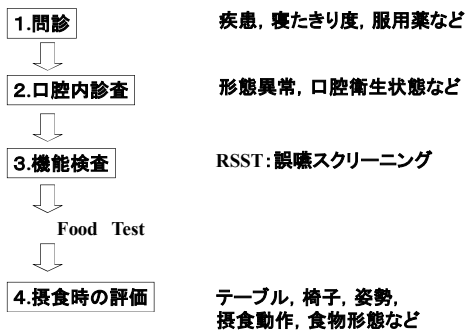 1.問診 疾患，寝たきり度，服用薬など
2.口腔内診査 形態異常，口腔衛生状態など
3.機能検査 RSST：誤嚥スクリーニング
Food Test
4.摂食時の評価 テーブル，椅子，姿勢，
摂食動作，食物形態など